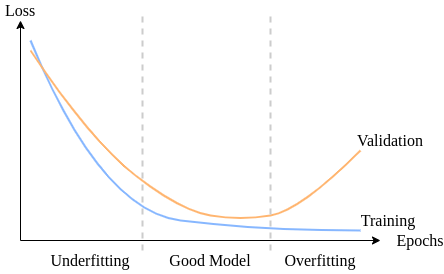 Loss
Validation
Training
Epochs
Underfitting
Good Model
Overfitting